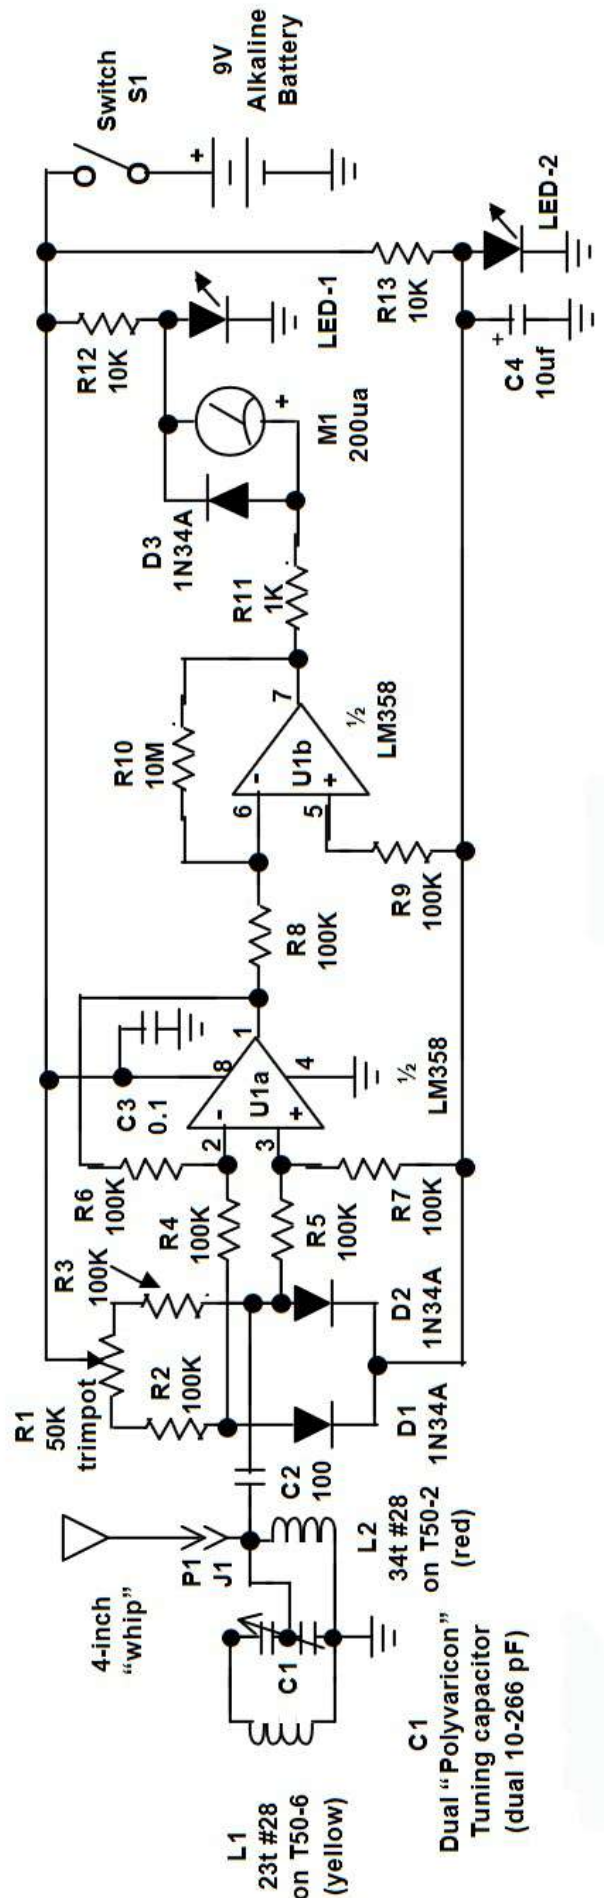 4-inch
“whip”
P1
J1
L1
23t #28
on T50-6
(yellow)
C1
C1
Dual “Polyvaricon”
Tuning capacitor
(dual 10-266 pF)
L2
34t #28
on T50-2
(red)
C2
100
R1
50K
trimpot
R2
100K
R3
100K
D1
1N34A
D2
1N34A
R4
100K
R5
100K
R6
100K
R7
100K
C3
0.1
2
-
3
+
8
4
1
U1a
½
LM358
R8
100K
R9
100K
R10
10M
6
-
5
+
7
U1b
½
LM358
R11
1K
D3
1N34A
M1
200ua
+
R12
10K
LED-1
R13
10K
C4
10uf
+
LED-2
Switch
S1
+
9V
Alkaline
Battery